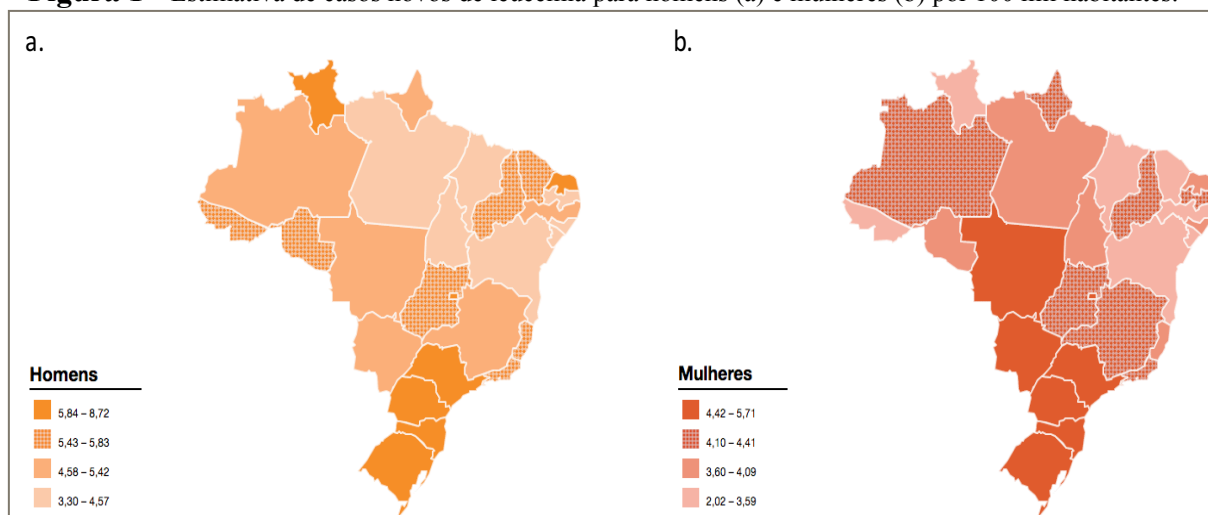 Figura 1 - Estimativa de casos novos de leucemia para homens (a) e mulheres (b) por 100 mil habitantes.
a.
b.
Homens
5,84 – 8,72
5,43 – 5,83
4,58 – 5,42
3,30 – 4,57
Mulheres
4,42 – 5,71
4,10 – 4,41
3,60 – 4,09
2,02 – 3,59